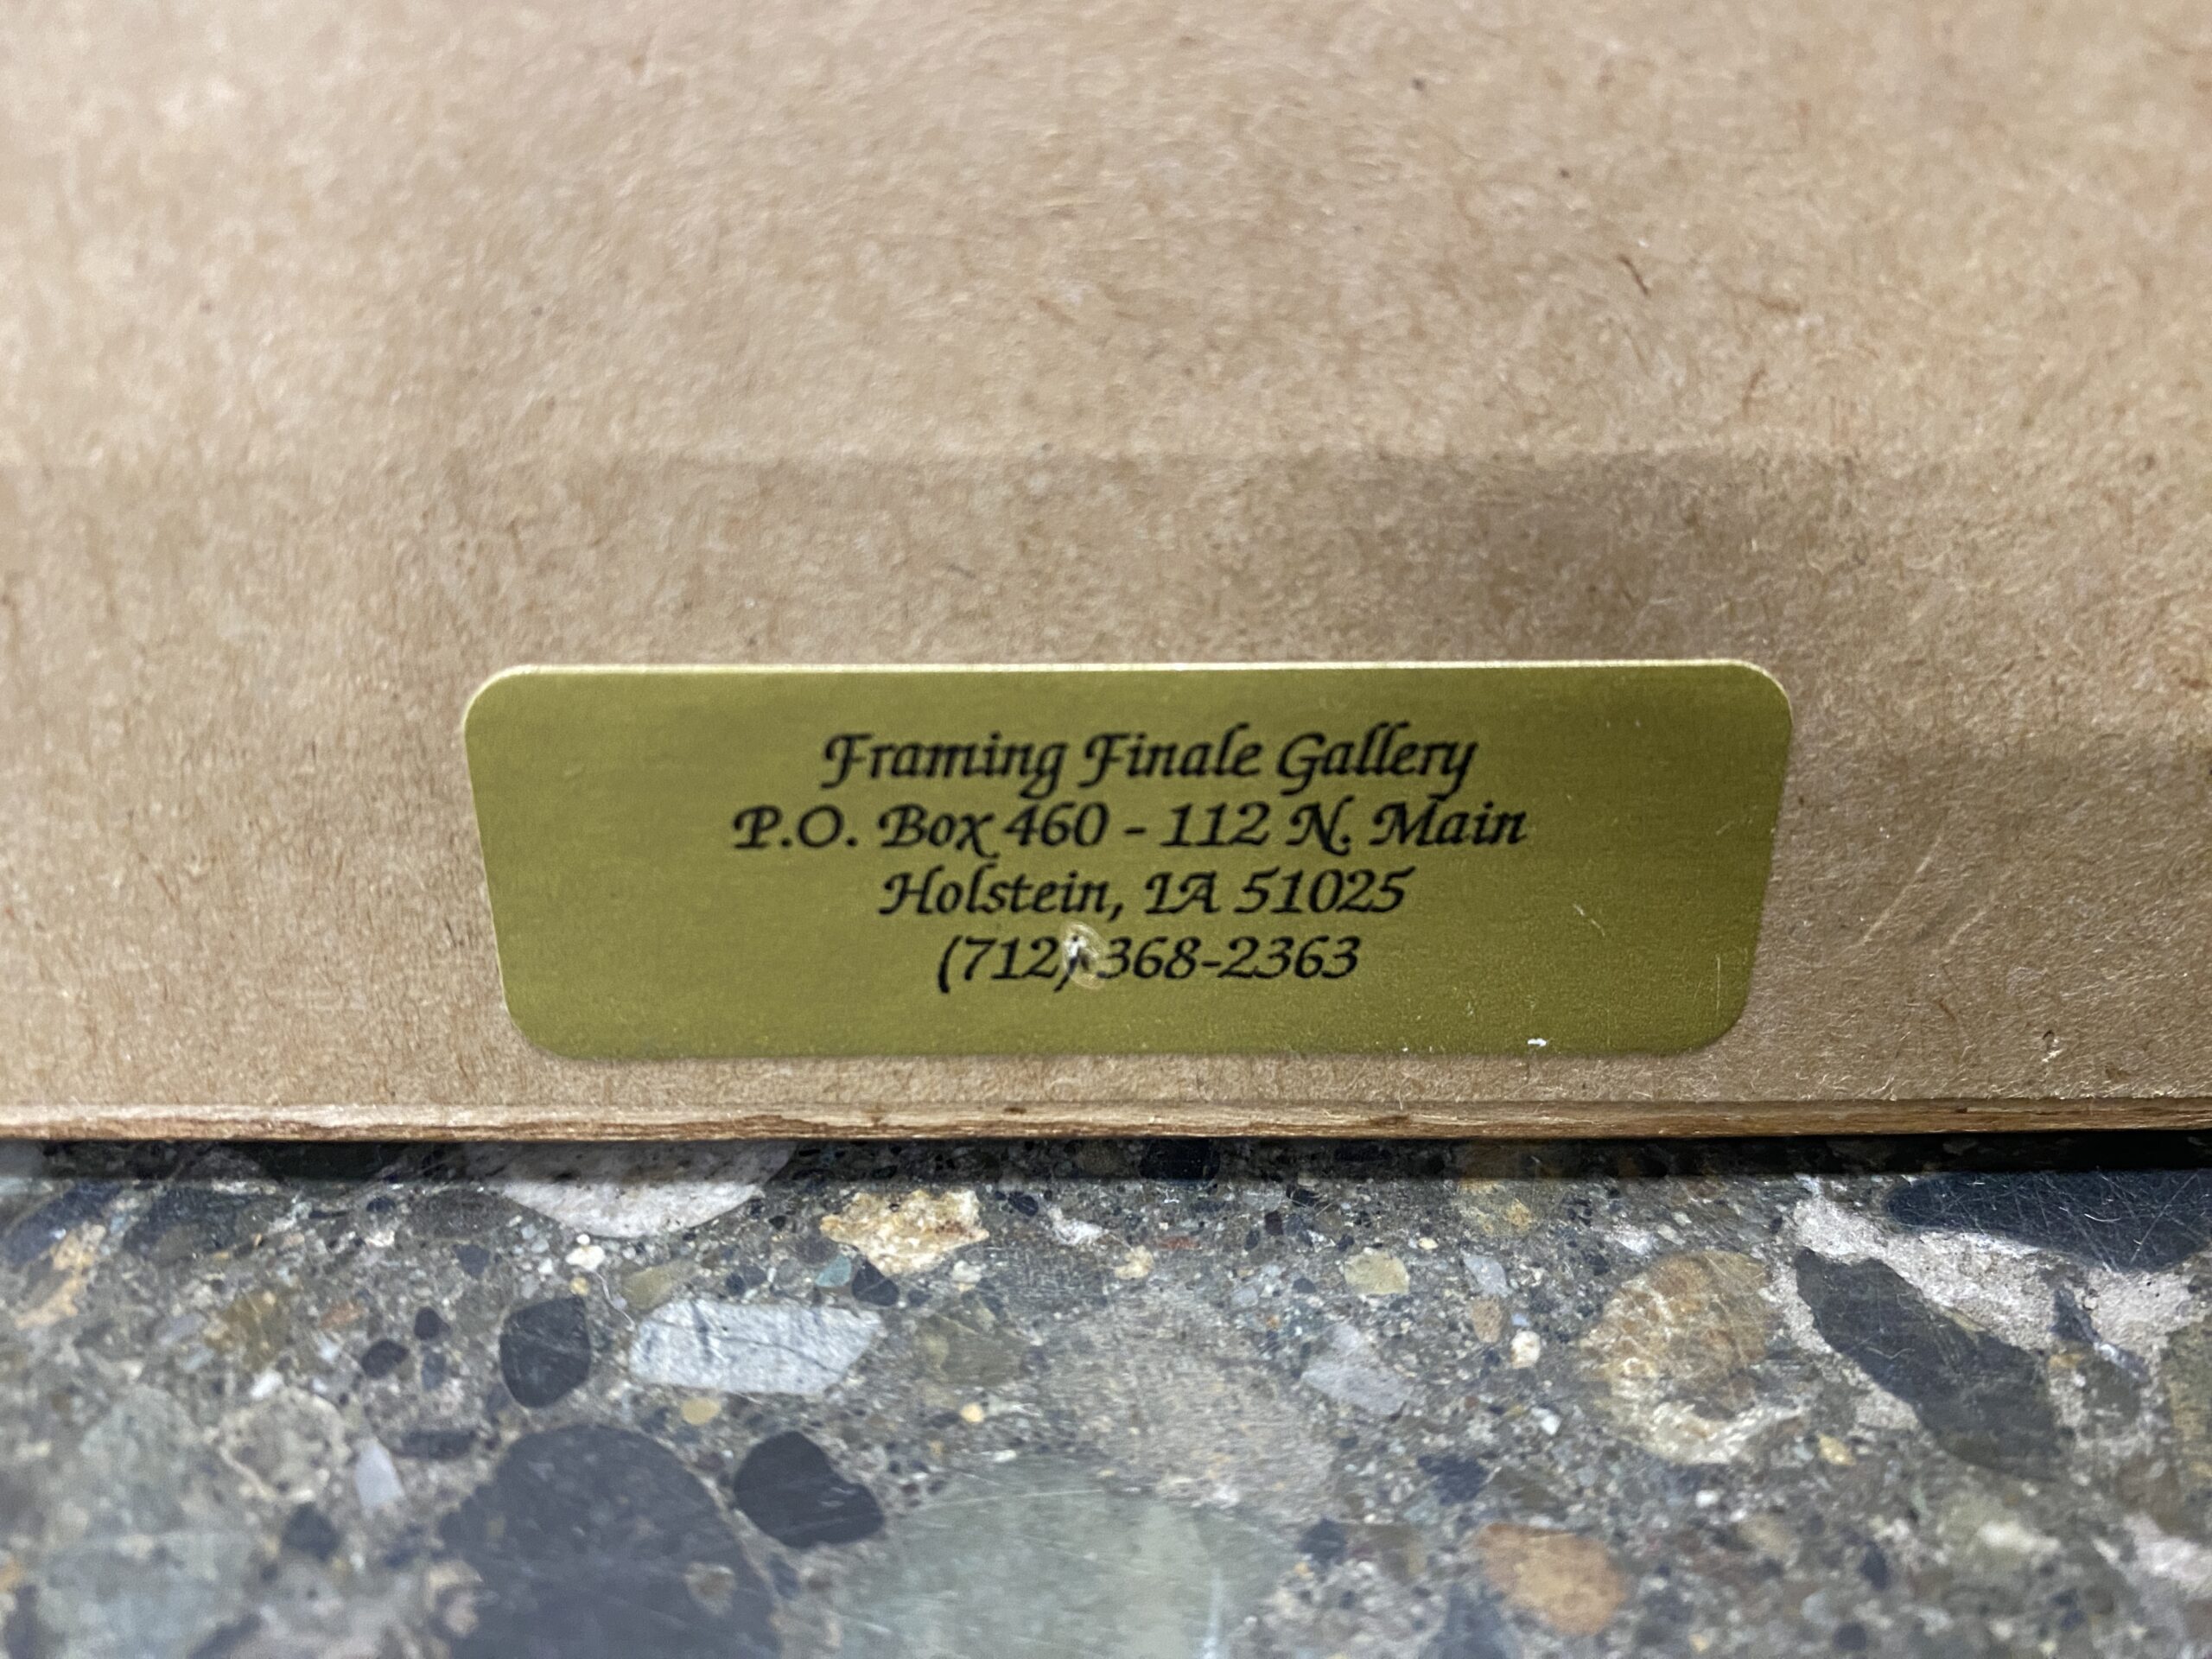 Framing Finale Gallery
P.O. Box 460 - 112 N. Main
Holstein, IA 51025
(712) 368-2363